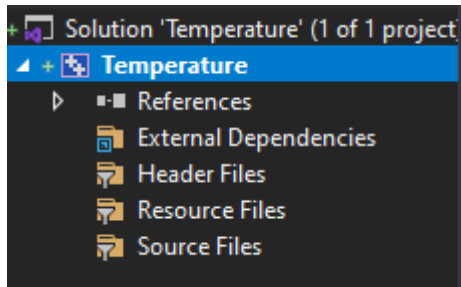 Solution 'Temperature' (1 of 1 project
Temperature
References
External Dependencies
Header Files
Resource Files
Source Files